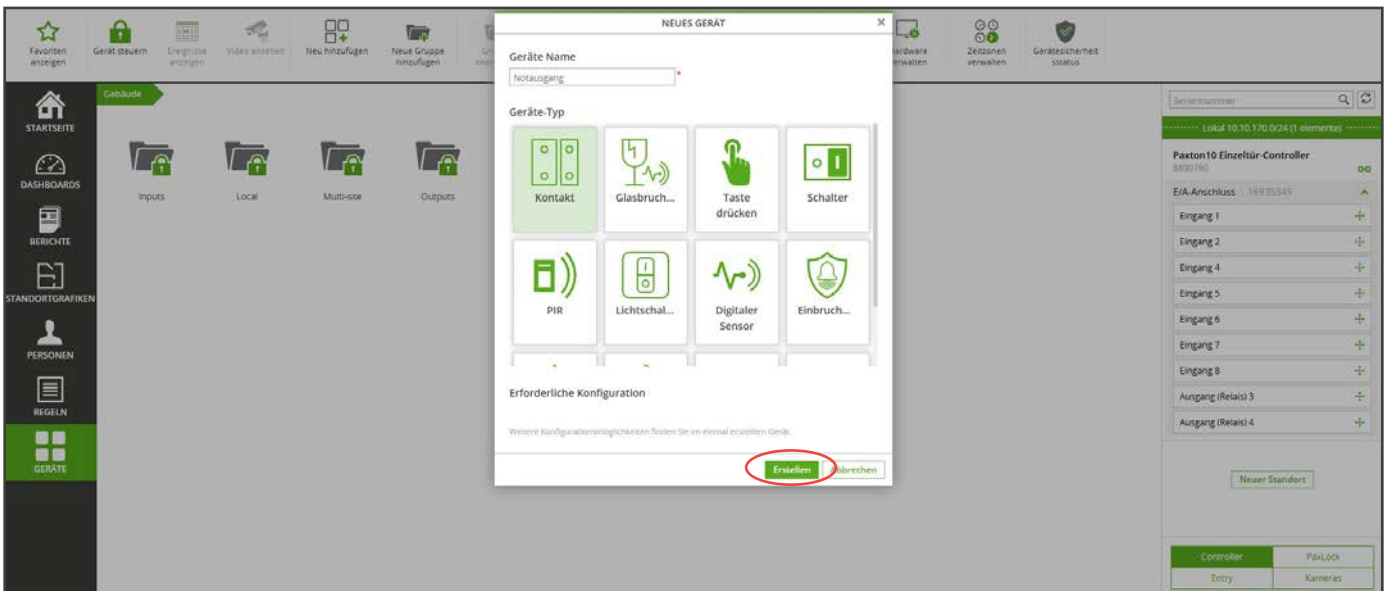 Favoriten
anzeigen
Gerät steuern
Ereignisse
anzeigen
Video ansehen
Neu hinzufügen
Neue Gruppe
hinzufügen
verwalten
Zeitzonen
verwalten
Gerätesicherheit
sstatus
NEUES GERÄT
Geräte Name
Notausgang
*
Geräte-Typ
Kontakt
Glasbruch...
Taste
drücken
Schalter
PIR
Lichtschal...
Digitaler
Sensor
Einbruch...
Erforderliche Konfiguration
Weitere Konfigurationsmöglichkeiten finden Sie im einmal erstellten Gerät.
Erstellen
Abbrechen
STARTSEITE
DASHBOARDS
BERICHTE
STANDORTGRAFIKEN
PERSONEN
REGELN
GERÄTE
Gebäude
Inputs
Local
Multi-site
Outputs
Seriennummer
Lokal 10.10.170.0/24 (1 elemente)
Paxton10 Einzeltür-Controller
8890760
E/A-Anschluss | 16935345
Eingang 1
Eingang 2
Eingang 4
Eingang 5
Eingang 6
Eingang 7
Eingang 8
Ausgang (Relais) 3
Ausgang (Relais) 4
Neuer Standort
Controller
PaxLock
Entry
Kameras